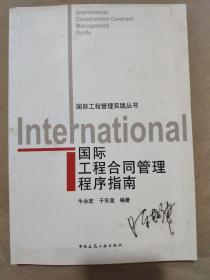 International
Construction Contract
Management
Guide
国际工程管理实践丛书
International
国际
工程合同管理
程序指南
牛永宏 于东温 编著
中国建筑工业出版社